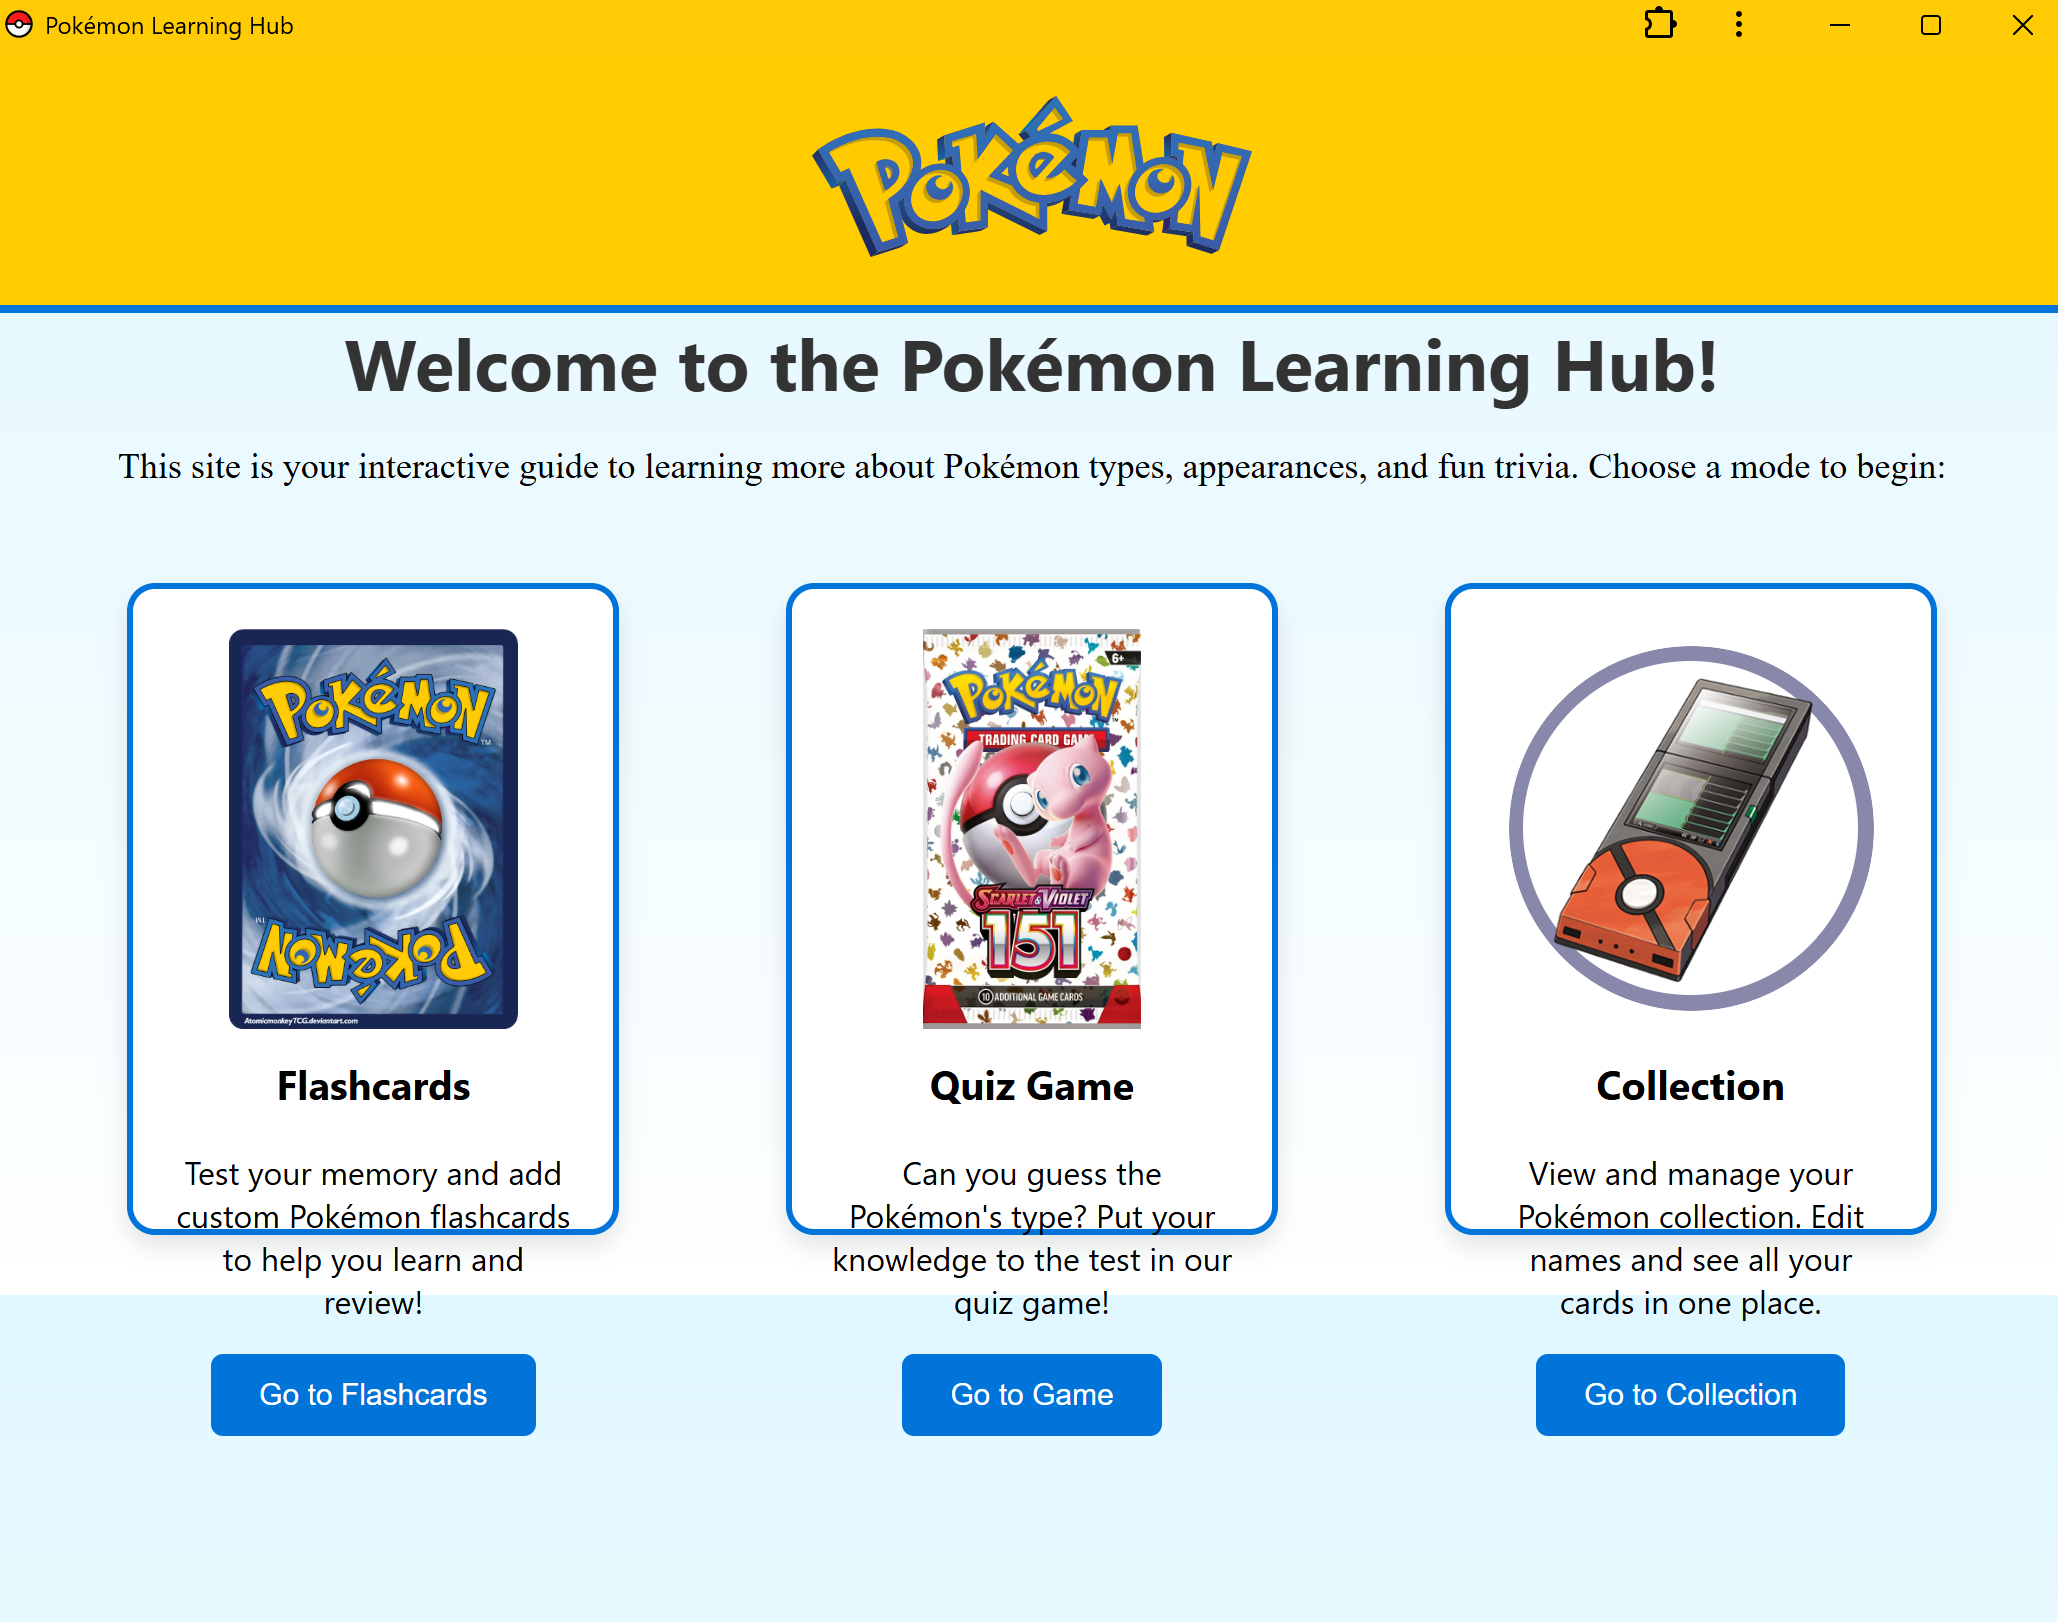 Pokémon Learning Hub
POKéMON
Welcome to the Pokémon Learning Hub!
This site is your interactive guide to learning more about Pokémon types, appearances, and fun trivia. Choose a mode to begin:
POKéMON
TM
TM
POKéMON
AtomicmonkeyTCG.deviantart.com
Flashcards
Test your memory and add
custom Pokémon flashcards
to help you learn and
review!
Go to Flashcards
6+
POKéMON
TM
TRADING CARD GAME
SCARLET & VIOLET
151
10 ADDITIONAL GAME CARDS
Quiz Game
Can you guess the
Pokémon's type? Put your
knowledge to the test in our
quiz game!
Go to Game
Collection
View and manage your
Pokémon collection. Edit
names and see all your
cards in one place.
Go to Collection